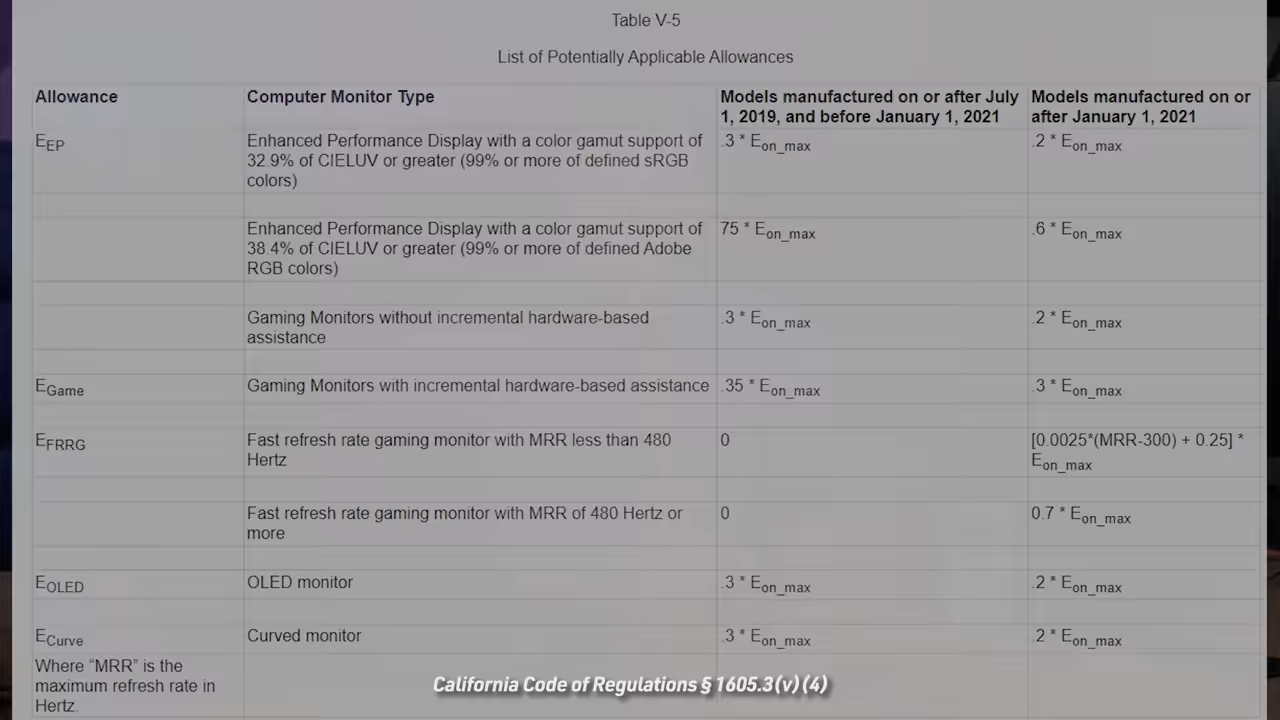 Table V-5
List of Potentially Applicable Allowances
Allowance
Computer Monitor Type
Models manufactured on or after July
1, 2019, and before January 1, 2021
Models manufactured on or
after January 1, 2021
EEP
Enhanced Performance Display with a color gamut support of
32.9% of CIELUV or greater (99% or more of defined sRGB
colors)
.3 * Eon_max
.2 * Eon_max
Enhanced Performance Display with a color gamut support of
38.4% of CIELUV or greater (99% or more of defined Adobe
RGB colors)
75 * Eon_max
.6 * Eon_max
Gaming Monitors without incremental hardware-based
assistance
.3 * Eon_max
.2 * Eon_max
EGame
Gaming Monitors with incremental hardware-based assistance
.35 * Eon_max
.3 * Eon_max
EFRRG
Fast refresh rate gaming monitor with MRR less than 480
Hertz
0
[0.0025*(MRR-300) + 0.25] *
Eon_max
Fast refresh rate gaming monitor with MRR of 480 Hertz or
more
0
0.7 * Eon_max
EOLED
OLED monitor
.3 * Eon_max
.2 * Eon_max
ECurve
Curved monitor
.3 * Eon_max
.2 * Eon_max
Where “MRR” is the
maximum refresh rate in
Hertz.
California Code of Regulations § 1605.3(v)(4)